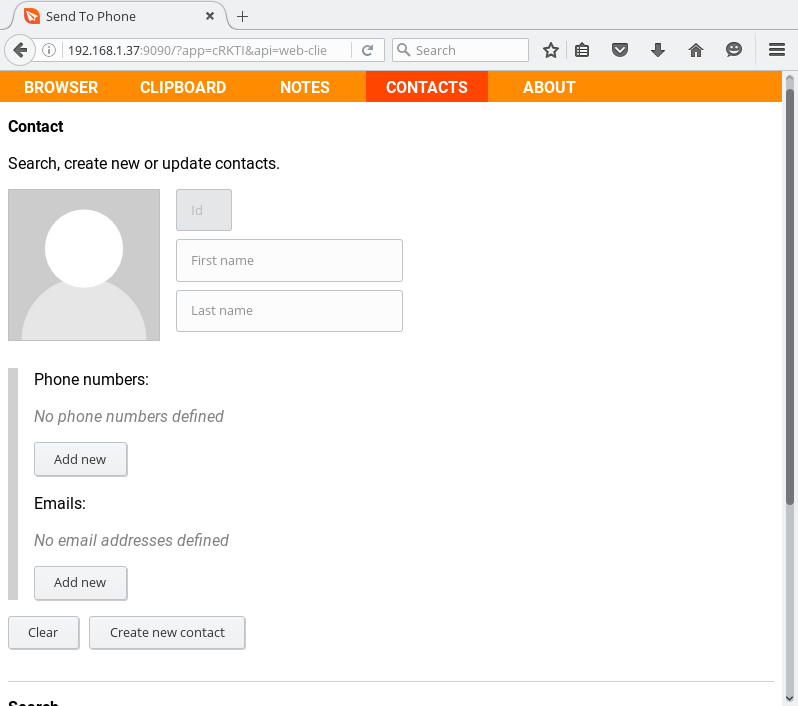 Send To Phone
192.168.1.37:9090/?app=cRKTI&api=web-clie
Search
BROWSER CLIPBOARD NOTES CONTACTS ABOUT
Contact
Search, create new or update contacts.
Id
First name
Last name
Phone numbers:
No phone numbers defined
Add new
Emails:
No email addresses defined
Add new
Clear Create new contact
Search